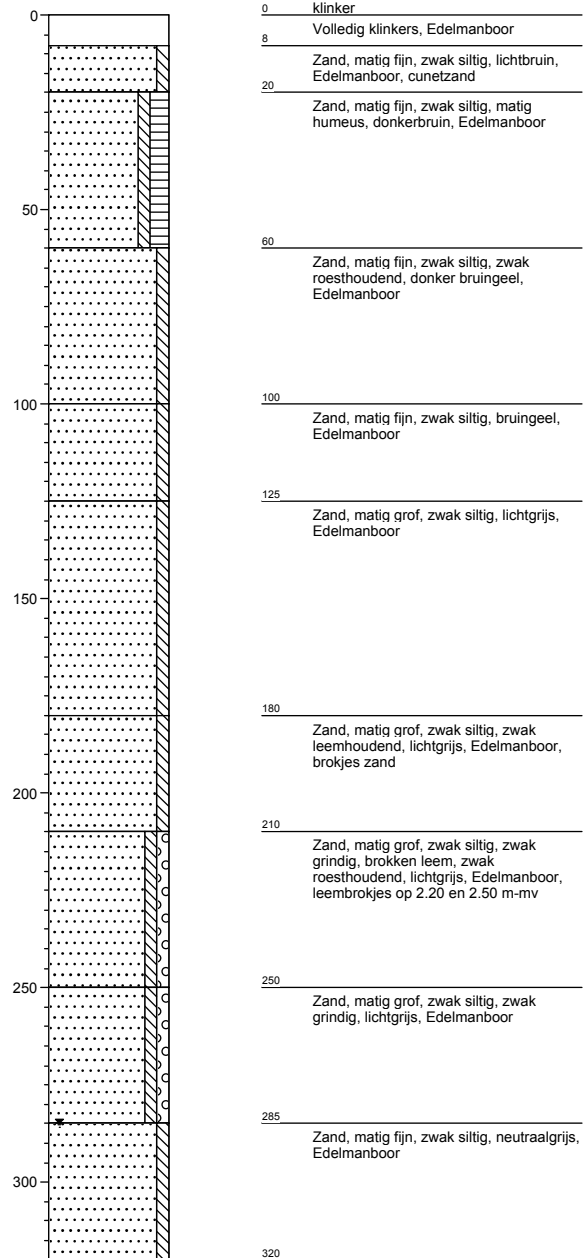 0
klinker
0
Volledig klinkers, Edelmanboor
8
Zand, matig fijn, zwak siltig, lichtbruin,
Edelmanboor, cunetzand
20
Zand, matig fijn, zwak siltig, matig
humeus, donkerbruin, Edelmanboor
50
60
Zand, matig fijn, zwak siltig, zwak
roesthoudend, donker bruingeel,
Edelmanboor
100
100
Zand, matig fijn, zwak siltig, bruingeel,
Edelmanboor
125
Zand, matig grof, zwak siltig, lichtgrijs,
Edelmanboor
150
180
Zand, matig grof, zwak siltig, zwak
leemhoudend, lichtgrijs, Edelmanboor,
brokjes zand
200
210
Zand, matig grof, zwak siltig, zwak
grindig, brokken leem, zwak
roesthoudend, lichtgrijs, Edelmanboor,
leembrokjes op 2.20 en 2.50 m-mv
250
250
Zand, matig grof, zwak siltig, zwak
grindig, lichtgrijs, Edelmanboor
285
Zand, matig fijn, zwak siltig, neutraalgrijs,
Edelmanboor
300
320